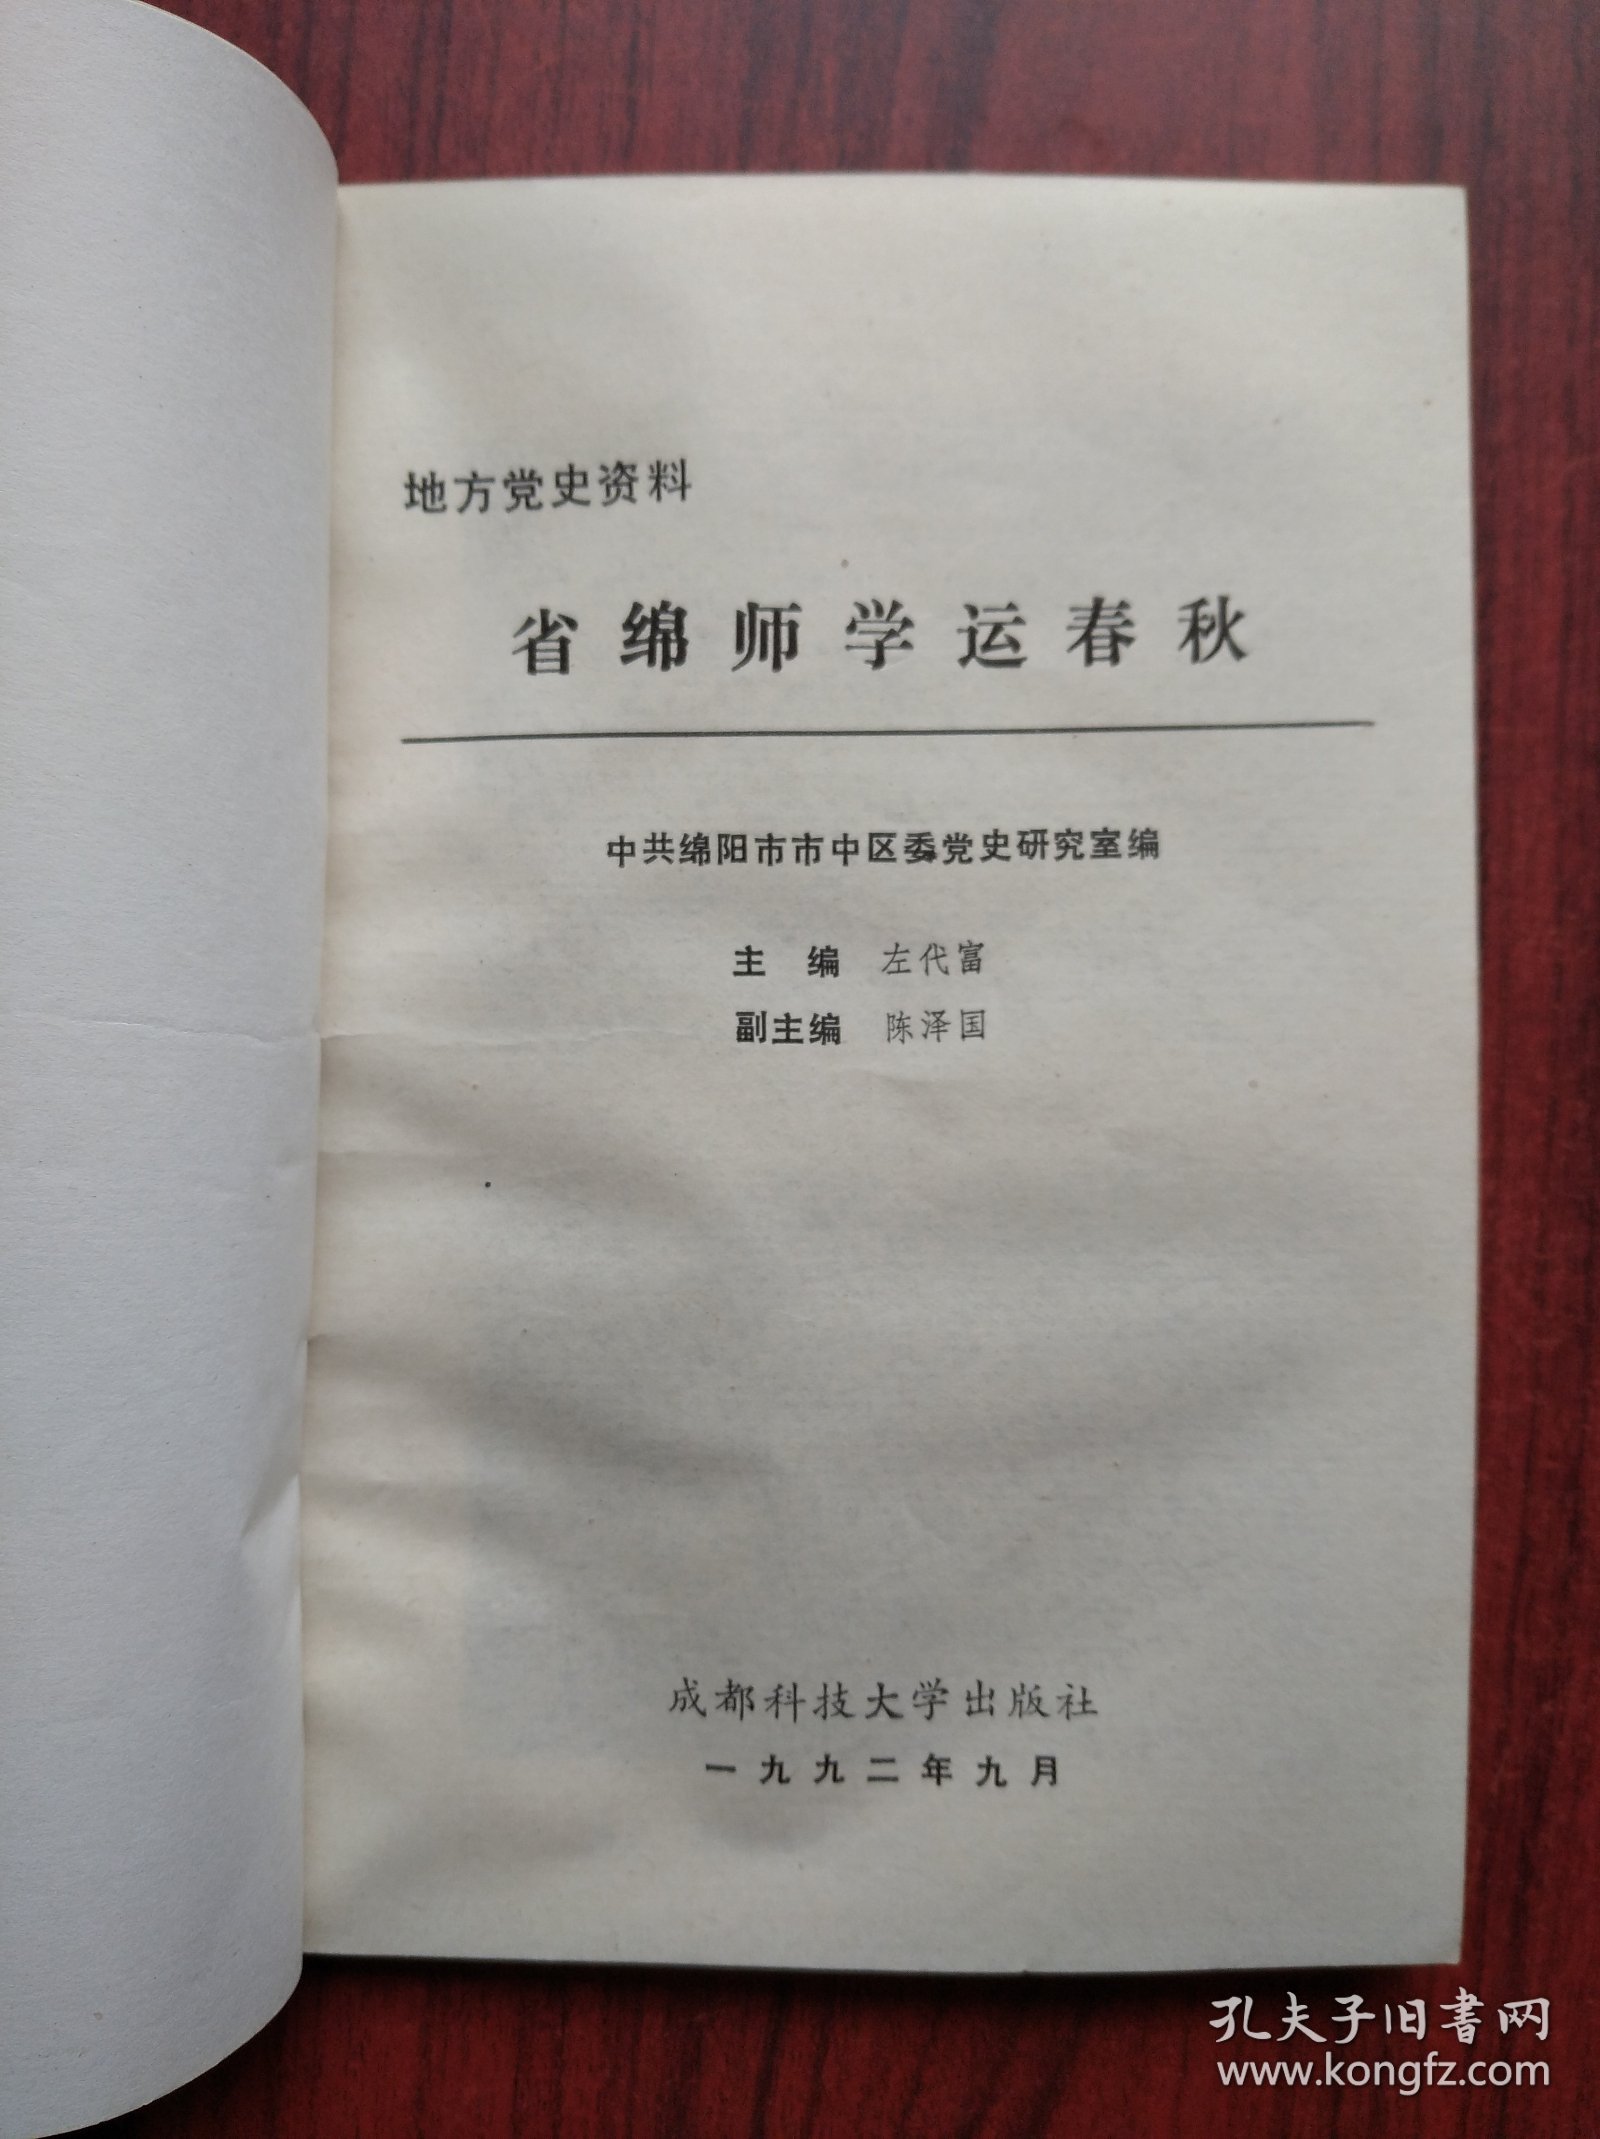 地方党史资料
省绵师学运春秋
中共绵阳市市中区委党史研究室编
主 编 左代富
副主编 陈泽国
成都科技大学出版社
一九九二年九月
孔夫子旧書网
www.kongfz.com